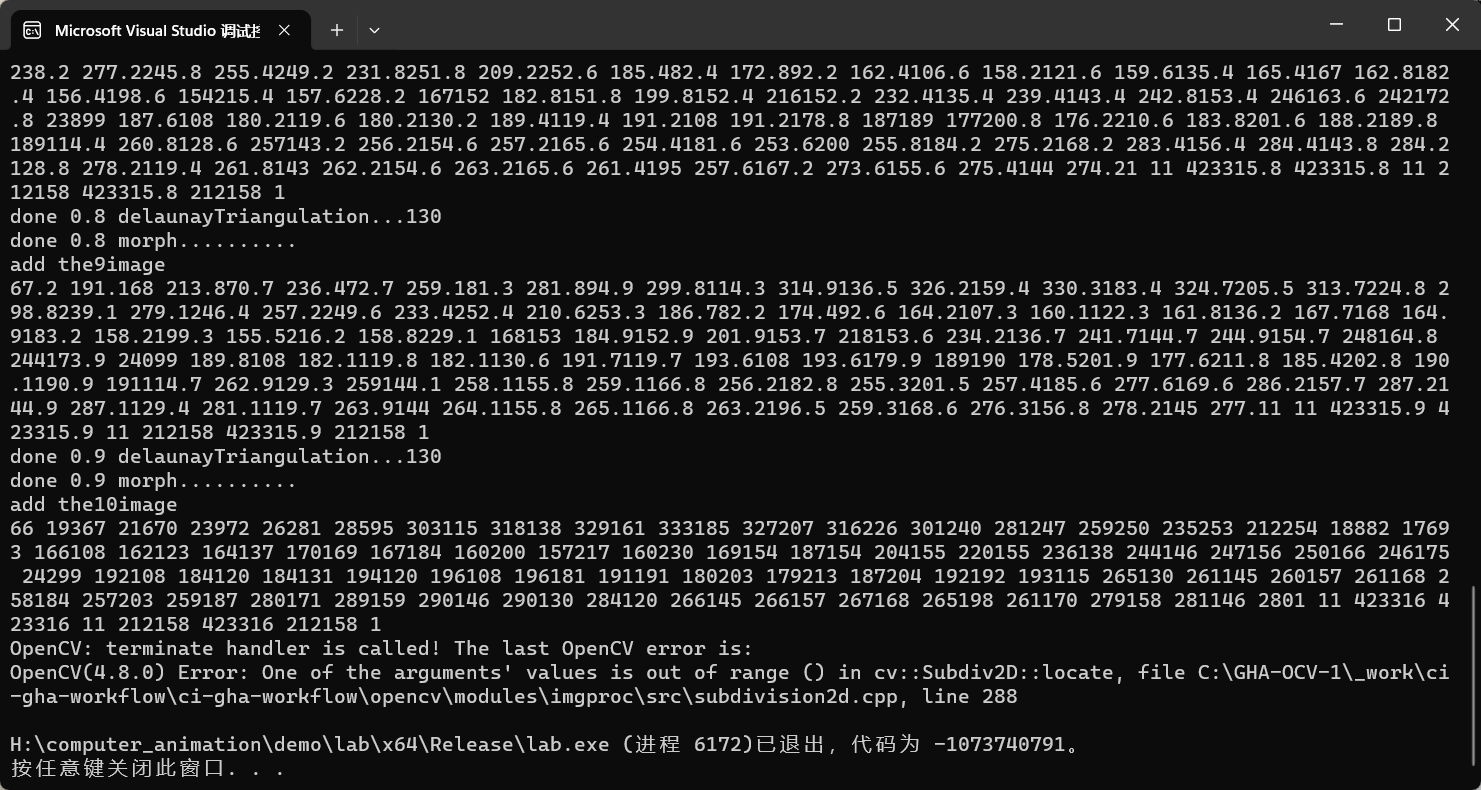 Microsoft Visual Studio 调试控
238.2 277.2245.8 255.4249.2 231.8251.8 209.2252.6 185.482.4 172.892.2 162.4106.6 158.2121.6 159.6135.4 165.4167 162.8182
.4 156.4198.6 154215.4 157.6228.2 167152 182.8151.8 199.8152.4 216152.2 232.4135.4 239.4143.4 242.8153.4 246163.6 242172
.8 23899 187.6108 180.2119.6 180.2130.2 189.4119.4 191.2108 191.2178.8 187189 177200.8 176.2210.6 183.8201.6 188.2189.8
189114.4 260.8128.6 257143.2 256.2154.6 257.2165.6 254.4181.6 253.6200 255.8184.2 275.2168.2 283.4156.4 284.4143.8 284.2
128.8 278.2119.4 261.8143 262.2154.6 263.2165.6 261.4195 257.6167.2 273.6155.6 275.4144 274.21 11 423315.8 423315.8 11 2
12158 423315.8 212158 1
done 0.8 delaunayTriangulation...130
done 0.8 morph..........
add the9image
67.2 191.168 213.870.7 236.472.7 259.181.3 281.894.9 299.8114.3 314.9136.5 326.2159.4 330.3183.4 324.7205.5 313.7224.8 2
98.8239.1 279.1246.4 257.2249.6 233.4252.4 210.6253.3 186.782.2 174.492.6 164.2107.3 160.1122.3 161.8136.2 167.7168 164.
9183.2 158.2199.3 155.5216.2 158.8229.1 168153 184.9152.9 201.9153.7 218153.6 234.2136.7 241.7144.7 244.9154.7 248164.8
244173.9 24099 189.8108 182.1119.8 182.1130.6 191.7119.7 193.6108 193.6179.9 189190 178.5201.9 177.6211.8 185.4202.8 190
.1190.9 191114.7 262.9129.3 259144.1 258.1155.8 259.1166.8 256.2182.8 255.3201.5 257.4185.6 277.6169.6 286.2157.7 287.21
44.9 287.1129.4 281.1119.7 263.9144 264.1155.8 265.1166.8 263.2196.5 259.3168.6 276.3156.8 278.2145 277.11 11 423315.9 4
23315.9 11 212158 423315.9 212158 1
done 0.9 delaunayTriangulation...130
done 0.9 morph..........
add the10image
66 19367 21670 23972 26281 28595 303115 318138 329161 333185 327207 316226 301240 281247 259250 235253 212254 18882 1769
3 166108 162123 164137 170169 167184 160200 157217 160230 169154 187154 204155 220155 236138 244146 247156 250166 246175
 24299 192108 184120 184131 194120 196108 196181 191191 180203 179213 187204 192192 193115 265130 261145 260157 261168 2
58184 257203 259187 280171 289159 290146 290130 284120 266145 266157 267168 265198 261170 279158 281146 2801 11 423316 4
23316 11 212158 423316 212158 1
OpenCV: terminate handler is called! The last OpenCV error is:
OpenCV(4.8.0) Error: One of the arguments' values is out of range () in cv::Subdiv2D::locate, file C:\GHA-OCV-1\_work\ci
-gha-workflow\ci-gha-workflow\opencv\modules\imgproc\src\subdivision2d.cpp, line 288
H:\computer_animation\demo\lab\x64\Release\lab.exe (进程 6172)已退出，代码为 -1073740791。
按任意键关闭此窗口. . .